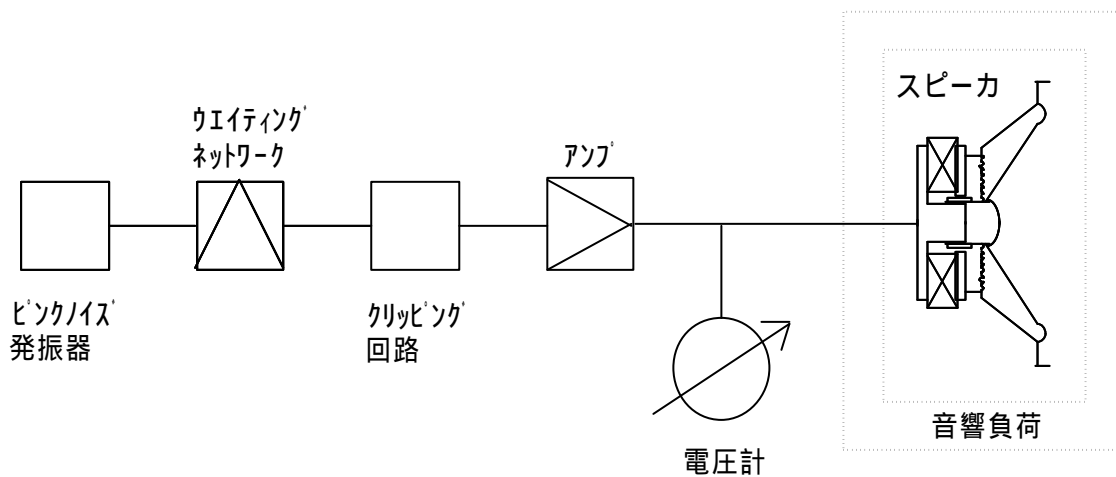 ウエイティング
ネットワーク
アンプ
スピーカ
ピンクノイズ
発振器
クリッピング
回路
電圧計
音響負荷